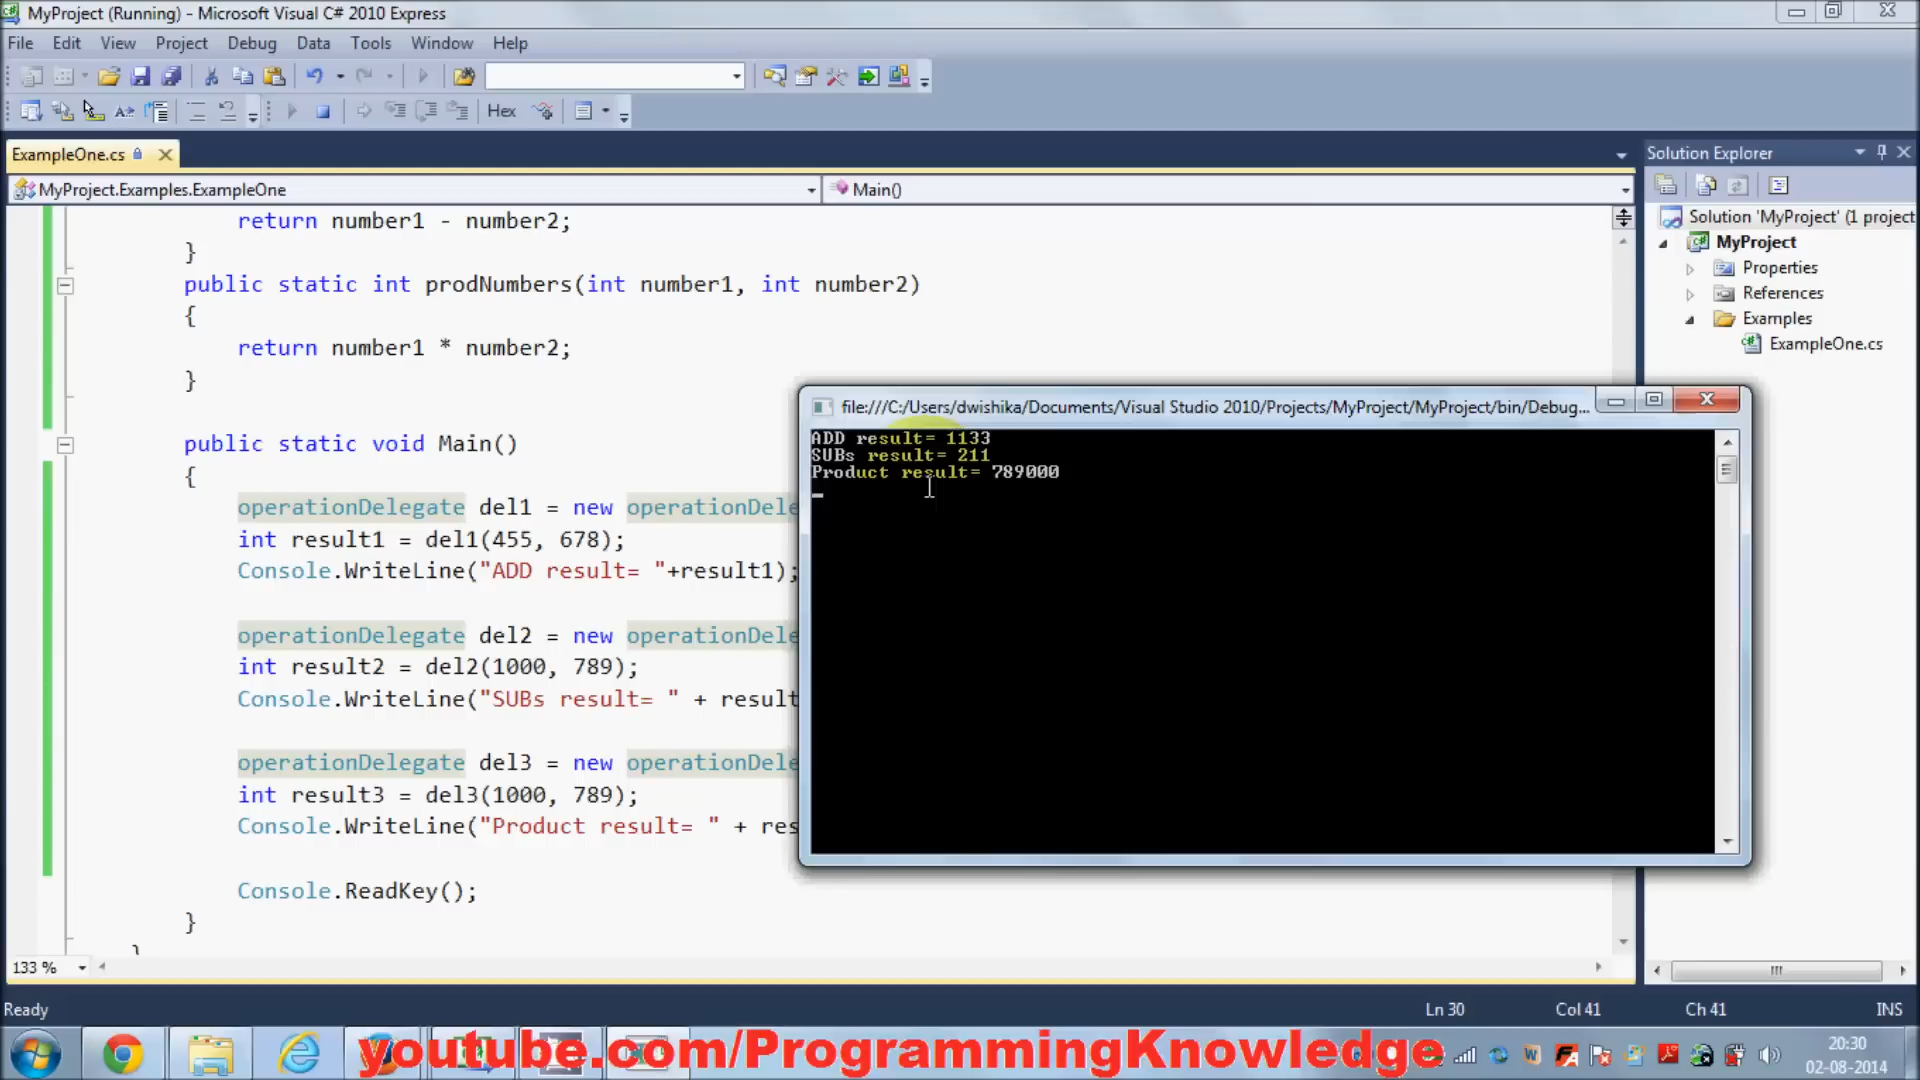 MyProject (Running) - Microsoft Visual C# 2010 Express
File Edit View Project Debug Data Tools Window Help
Hex
ExampleOne.cs
Solution Explorer
MyProject.Examples.ExampleOne
Main()
return number1 - number2;
}
public static int prodNumbers(int number1, int number2)
{
return number1 * number2;
}
public static void Main()
{
operationDelegate del1 = new operationDele
int result1 = del1(455, 678);
Console.WriteLine("ADD result= "+result1);
operationDelegate del2 = new operationDele
int result2 = del2(1000, 789);
Console.WriteLine("SUBs result= " + result
operationDelegate del3 = new operationDele
int result3 = del3(1000, 789);
Console.WriteLine("Product result= " + res
Console.ReadKey();
}
file:///C:/Users/dwishika/Documents/Visual Studio 2010/Projects/MyProject/MyProject/bin/Debug...
ADD result= 1133
SUBs result= 211
Product result= 789000
Solution 'MyProject' (1 project
MyProject
Properties
References
Examples
ExampleOne.cs
133 %
Ready
Ln 30
Col 41
Ch 41
INS
youtube.com/ProgrammingKnowledge
20:30
02-08-2014